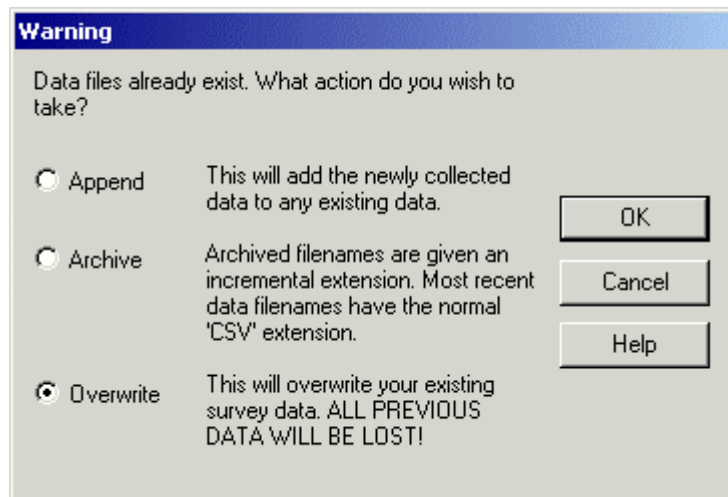 Warning
Data files already exist. What action do you wish to
take?
Append
This will add the newly collected
data to any existing data.
Archive
Archived filenames are given an
incremental extension. Most recent
data filenames have the normal
'CSV' extension.
Overwrite
This will overwrite your existing
survey data. ALL PREVIOUS
DATA WILL BE LOST!
OK
Cancel
Help